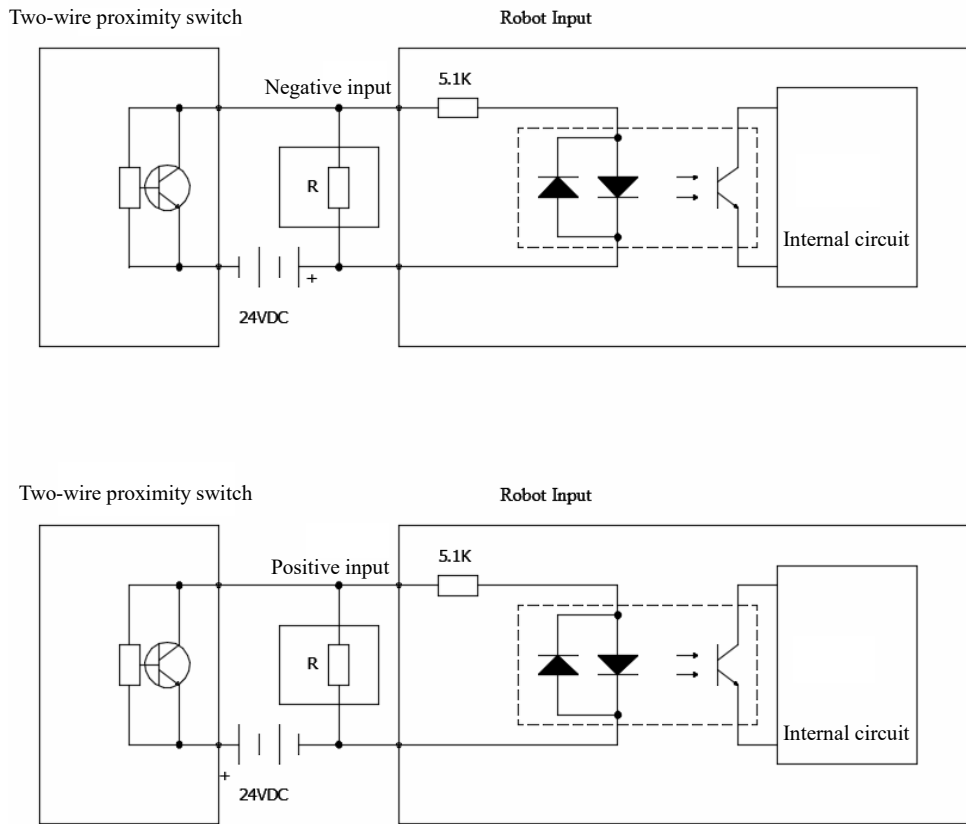 Two-wire proximity switch
Robot Input
Negative input
5.1K
R
Internal circuit
+
24VDC
Two-wire proximity switch
Robot Input
Positive input
5.1K
R
Internal circuit
+
24VDC